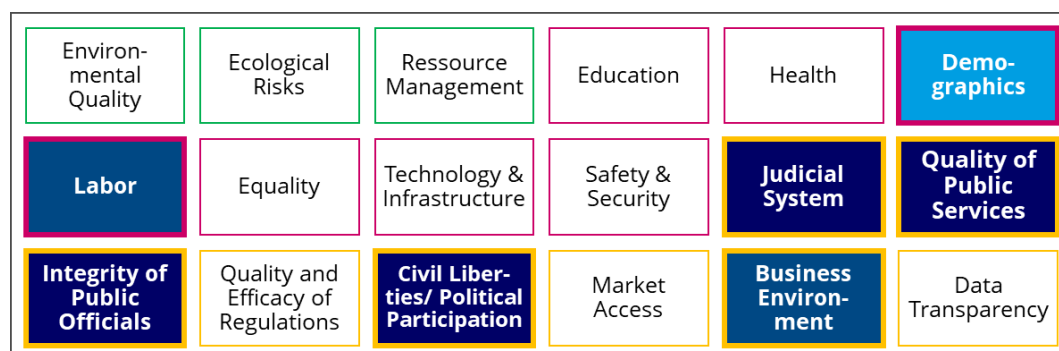 Environ-
mental
Quality
Ecological
Risks
Ressource
Management
Education
Health
Demo-
graphics
Labor
Equality
Technology &
Infrastructure
Safety &
Security
Judicial
System
Quality of
Public
Services
Integrity of
Public
Officials
Quality and
Efficacy of
Regulations
Civil Liber-
ties/ Political
Participation
Market
Access
Business
Environ-
ment
Data
Transparency